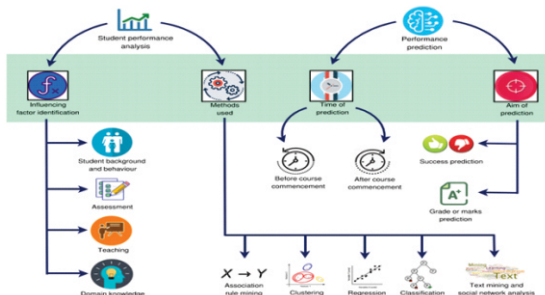 Student performance
analysis
Performance
prediction
Influencing
factor identification
Methods
used
Time of
prediction
Aim of
prediction
Student background
and behaviour
Assessment
Teaching
Domain knowledge
Before course
commencement
After course
commencement
Success prediction
A+
Grade or marks
prediction
X → Y
Association
rule mining
Clustering
Regression
Classification
Text
Text mining and
social network analysis